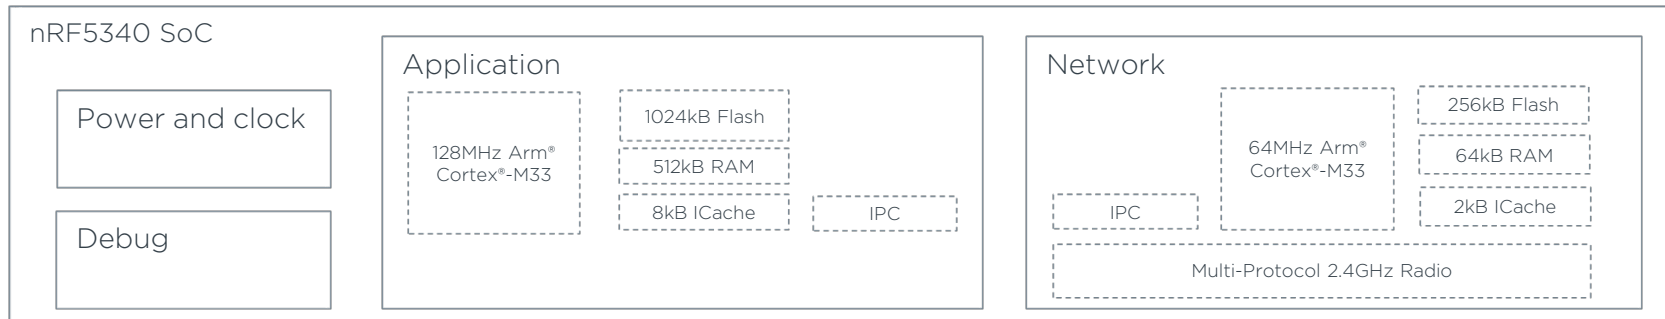 nRF5340 SoC
Power and clock
Debug
Application
128MHz Arm®
Cortex®-M33
1024kB Flash
512kB RAM
8kB ICache
IPC
Network
IPC
64MHz Arm®
Cortex®-M33
256kB Flash
64kB RAM
2kB ICache
Multi-Protocol 2.4GHz Radio